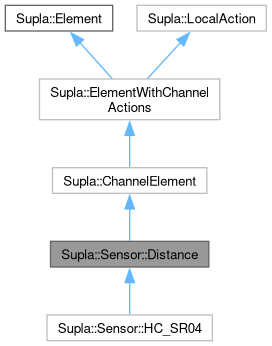 Supla::Element
Supla::LocalAction
Supla::ElementWithChannel
Actions
Supla::ChannelElement
Supla::Sensor::Distance
Supla::Sensor::HC_SR04